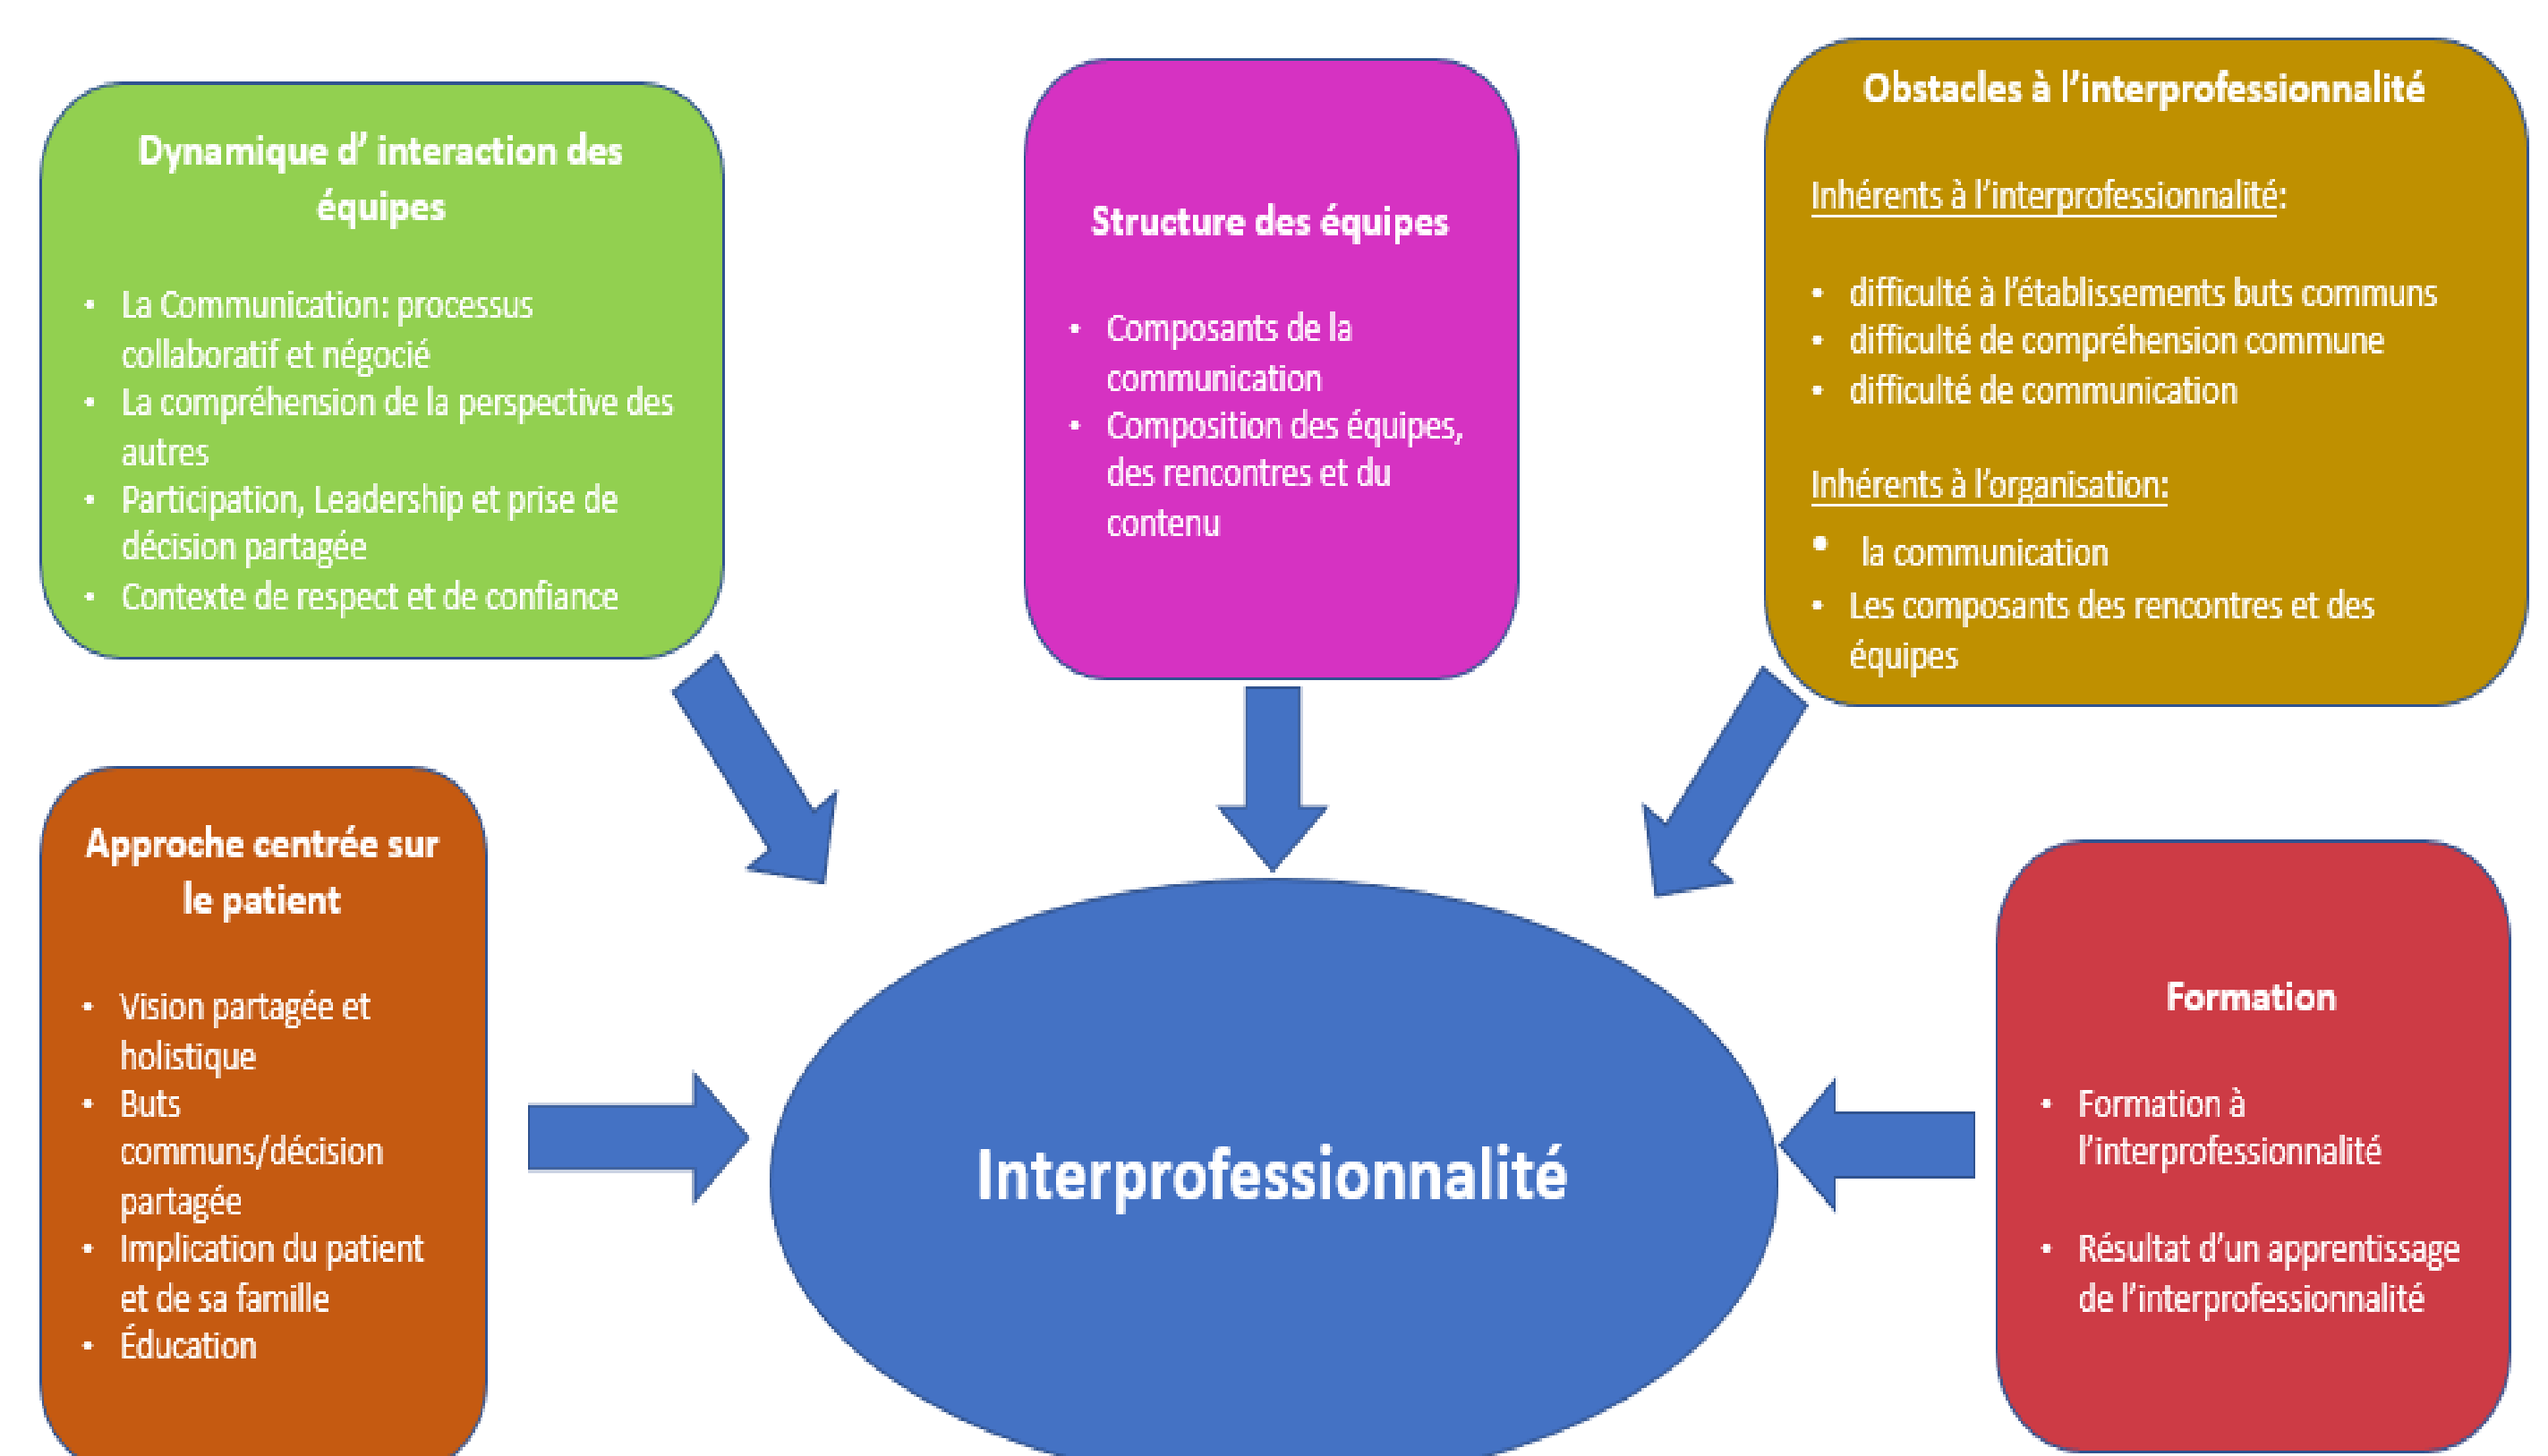 Dynamique d' interaction des
équipes
• La Communication: processus
collaboratif et négocié
• La compréhension de la perspective des
autres
• Participation, Leadership et prise de
décision partagée
• Contexte de respect et de confiance
Structure des équipes
• Composants de la
communication
• Composition des équipes,
des rencontres et du
contenu
Obstacles à l'interprofessionnalité
Inhérents à l'interprofessionnalité:
• difficulté à l'établissements buts communs
• difficulté de compréhension commune
• difficulté de communication
Inhérents à l'organisation:
• la communication
• Les composants des rencontres et des
équipes
Approche centrée sur
le patient
• Vision partagée et
holistique
• Buts
communs/décision
partagée
• Implication du patient
et de sa famille
• Éducation
Interprofessionnalité
Formation
• Formation à
l'interprofessionnalité
• Résultat d'un apprentissage
de l'interprofessionnalité